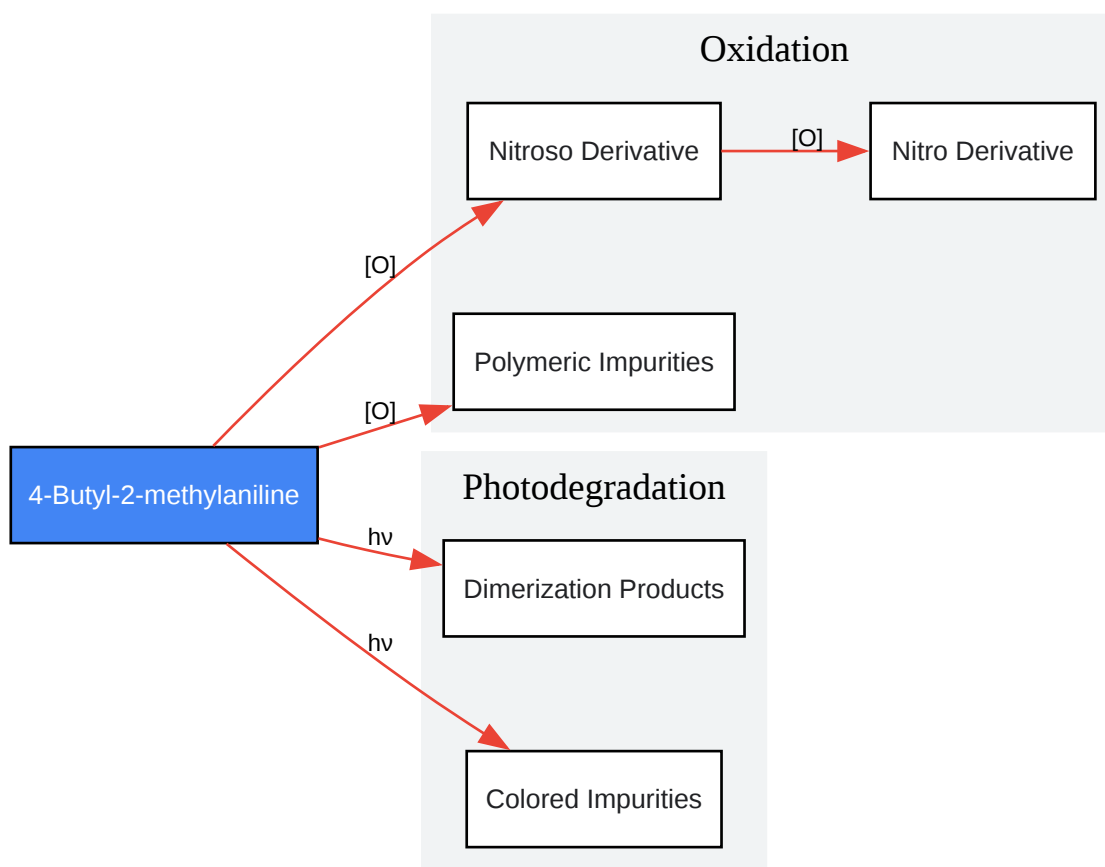 Oxidation
Nitroso Derivative
[O]
Nitro Derivative
[O]
Polymeric Impurities
[O]
4-Butyl-2-methylaniline
Photodegradation
hν
Dimerization Products
hν
Colored Impurities